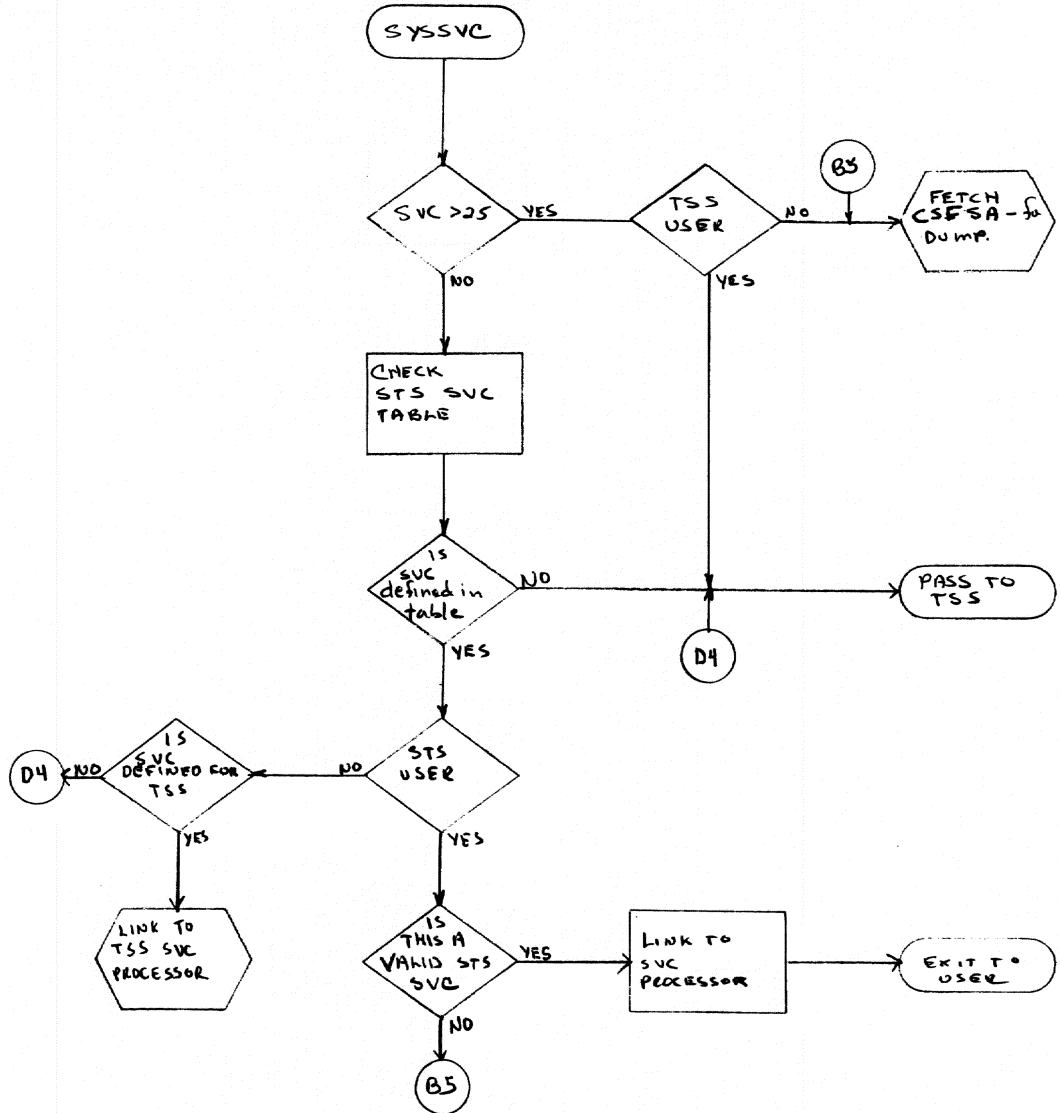 SYSSVC
SVC >25
YES
TSS
USER
NO
B5
FETCH
CSFSA - fu
DUMP.
NO
YES
CHECK
STS SVC
TABLE
IS
SVC
defined in
table
NO
PASS TO
TSS
YES
D4
D4
NO
IS
SVC
DEFINED FOR
TSS
NO
STS
USER
YES
YES
LINK TO
TSS SVC
PROCESSOR
IS
THIS A
VALID STS
SVC
YES
LINK TO
SVC
PROCESSOR
EXIT TO
USER
NO
B5